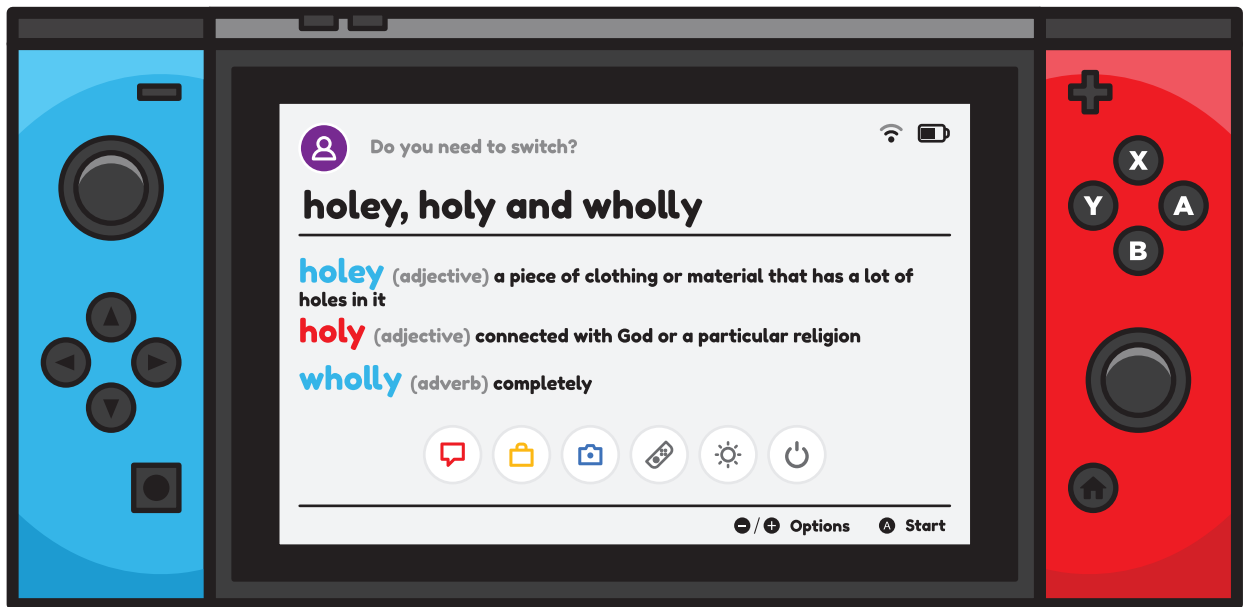 Do you need to switch?
holey, holy and wholly
holey (adjective) a piece of clothing or material that has a lot of
holes in it
holy (adjective) connected with God or a particular religion
wholly (adverb) completely
X
Y A
B
/ Options A Start